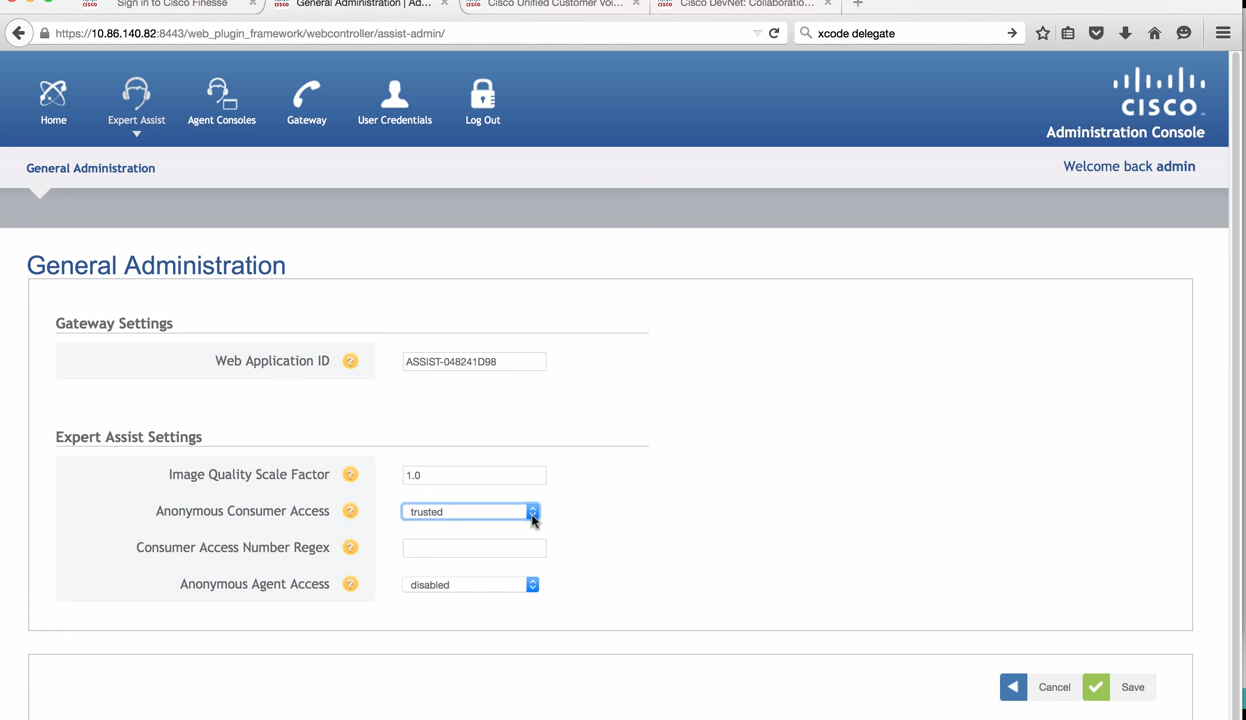 Sign in to Cisco Finesse
General Administration | Ad...
Cisco Unified Customer Voi...
Cisco DevNet: Collaboratio...
https://10.86.140.82:8443/web_plugin_framework/webcontroller/assist-admin/
xcode delegate
Home
Expert Assist
Agent Consoles
Gateway
User Credentials
Log Out
CISCO
Administration Console
General Administration
Welcome back admin
General Administration
Gateway Settings
Web Application ID ? ASSIST-048241D98
Expert Assist Settings
Image Quality Scale Factor ? 1.0
Anonymous Consumer Access ? trusted
Consumer Access Number Regex ?
Anonymous Agent Access ? disabled
Cancel
Save